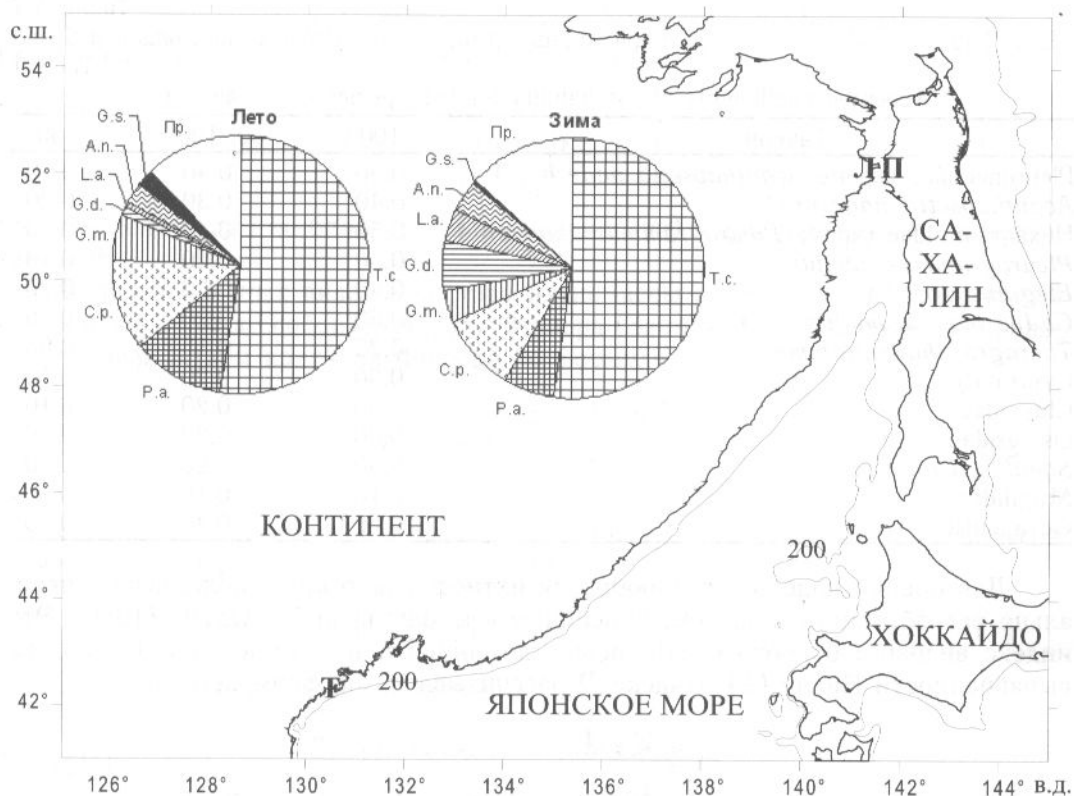 с.ш.
54°
52°
50°
48°
46°
44°
42°
Лето
Пр.
G.s.
A.n.
L.a.
G.d.
G.m.
C.p.
P.a.
T.c
Зима
Пр.
G.s.
A.n.
L.a.
G.d.
G.m.
C.p.
P.a.
T.c.
СА-
ХА-
ЛИН
КОНТИНЕНТ
200
ХОККАЙДО
200
ЯПОНСКОЕ МОРЕ
126° 128° 130° 132° 134° 136° 138° 140° 142° 144° в.д.